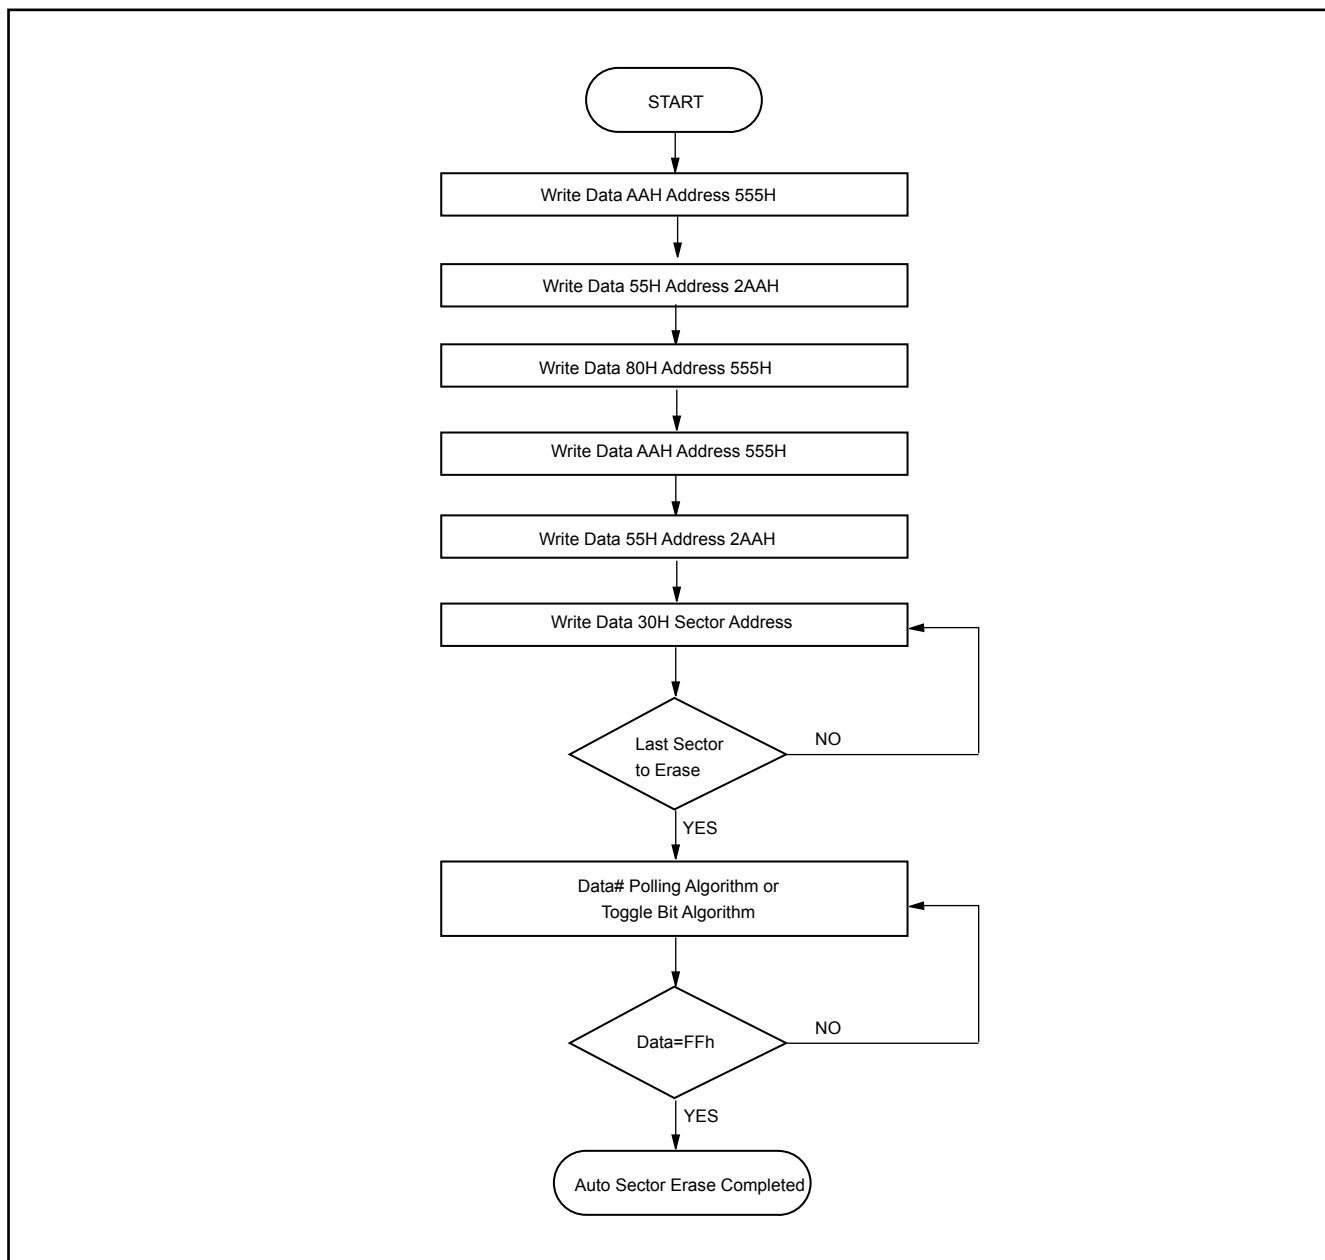 START
Write Data AAH Address 555H
Write Data 55H Address 2AAH
Write Data 80H Address 555H
Write Data AAH Address 555H
Write Data 55H Address 2AAH
Write Data 30H Sector Address
Last Sector
to Erase
NO
YES
Data# Polling Algorithm or
Toggle Bit Algorithm
Data=FFh
NO
YES
Auto Sector Erase Completed